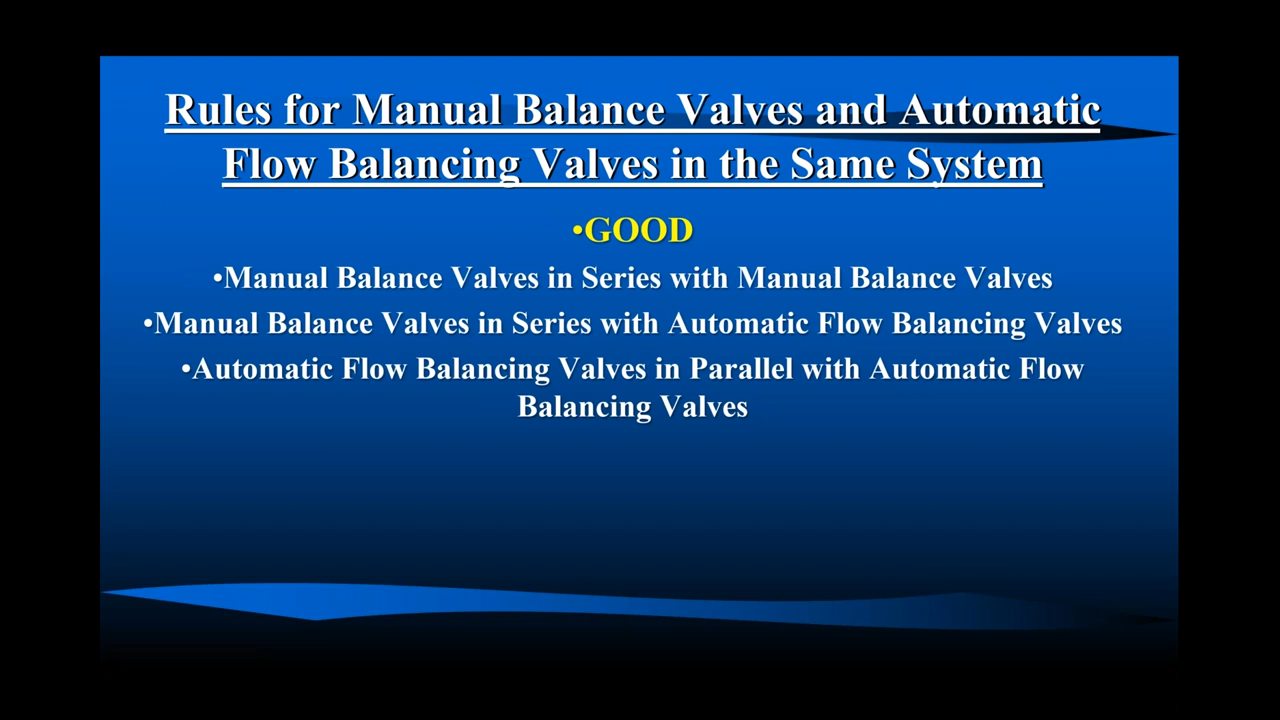 Rules for Manual Balance Valves and Automatic
Flow Balancing Valves in the Same System
•GOOD
•Manual Balance Valves in Series with Manual Balance Valves
•Manual Balance Valves in Series with Automatic Flow Balancing Valves
•Automatic Flow Balancing Valves in Parallel with Automatic Flow
Balancing Valves